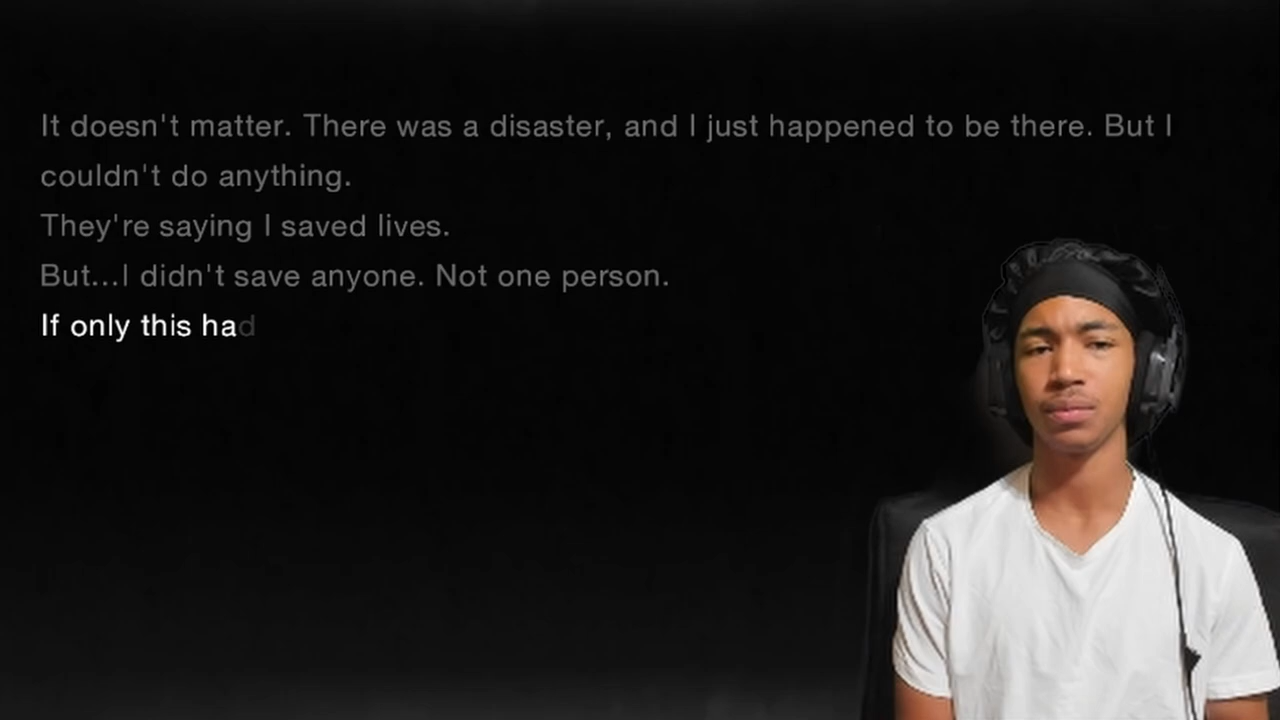 It doesn't matter. There was a disaster, and I just happened to be there. But I
couldn't do anything.
They're saying I saved lives.
But...I didn't save anyone. Not one person.
If only this had